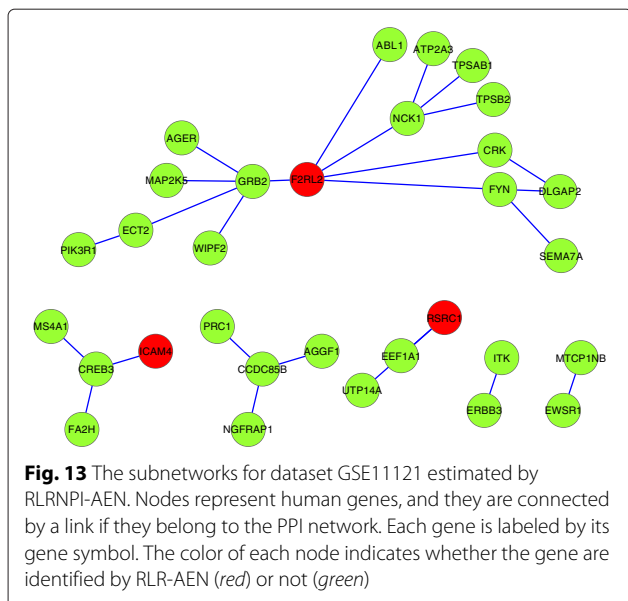 ABL1
ATP2A3
TPSAB1
TPSB2
NCK1
AGER
CRK
MAP2K5
GRB2
F2RL2
FYN
DLGAP2
ECT2
WIPF2
PIK3R1
SEMA7A
MS4A1
PRC1
RSRC1
ICAM4
AGGF1
EEF1A1
ITK
MTCP1NB
CREB3
CCDC85B
UTP14A
ERBB3
EWSR1
FA2H
NGFRAP1
Fig. 13 The subnetworks for dataset GSE11121 estimated by
RLRNPI-AEN. Nodes represent human genes, and they are connected
by a link if they belong to the PPI network. Each gene is labeled by its
gene symbol. The color of each node indicates whether the gene are
identified by RLR-AEN (red) or not (green)